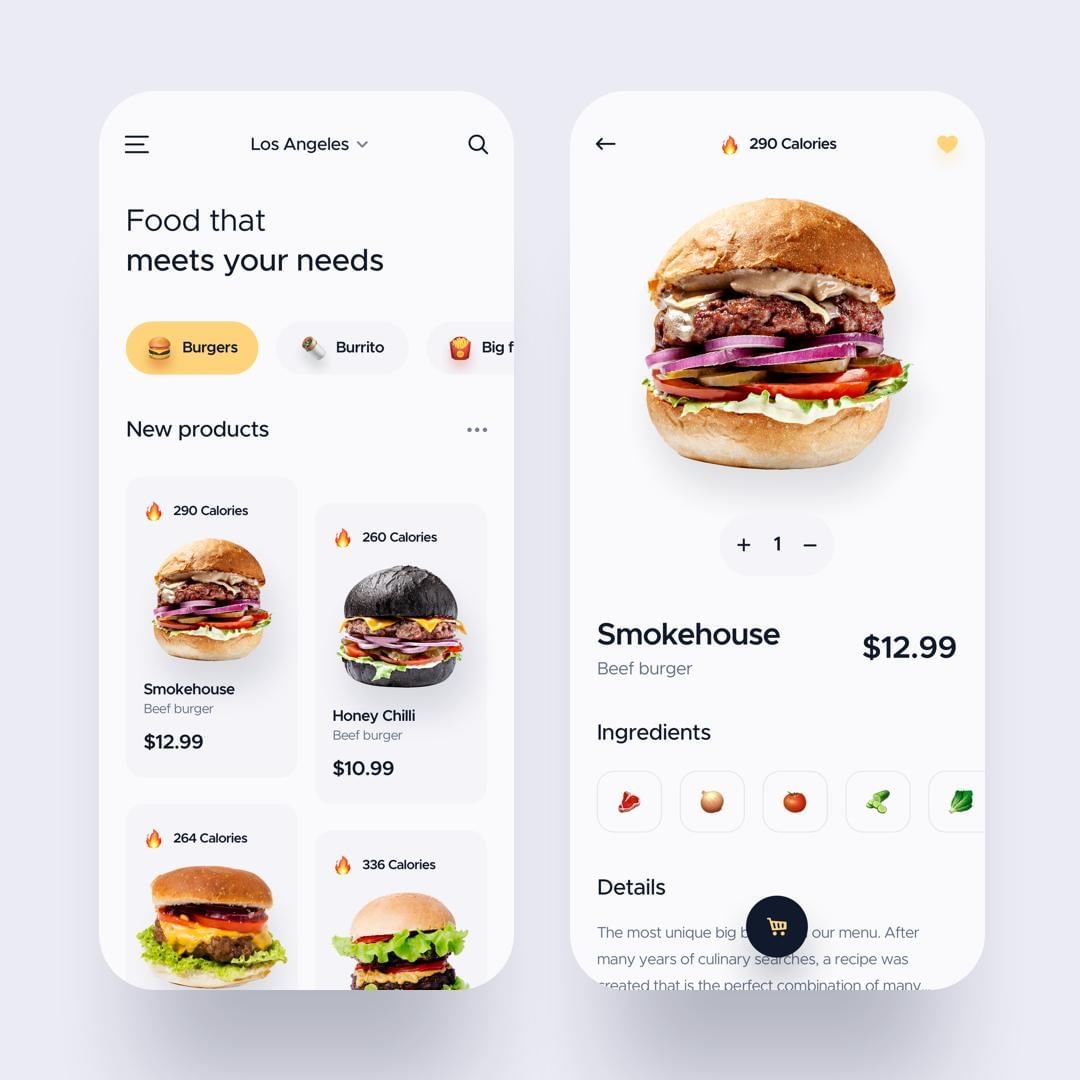 Los Angeles
Food that
meets your needs
Burgers
Burrito
Big f
New products
290 Calories
Smokehouse
Beef burger
$12.99
260 Calories
Honey Chilli
Beef burger
$10.99
264 Calories
336 Calories
290 Calories
+ 1 −
Smokehouse
Beef burger
$12.99
Ingredients
Details
The most unique big b our menu. After
many years of culinary searches, a recipe was
created that is the perfect combination of many...